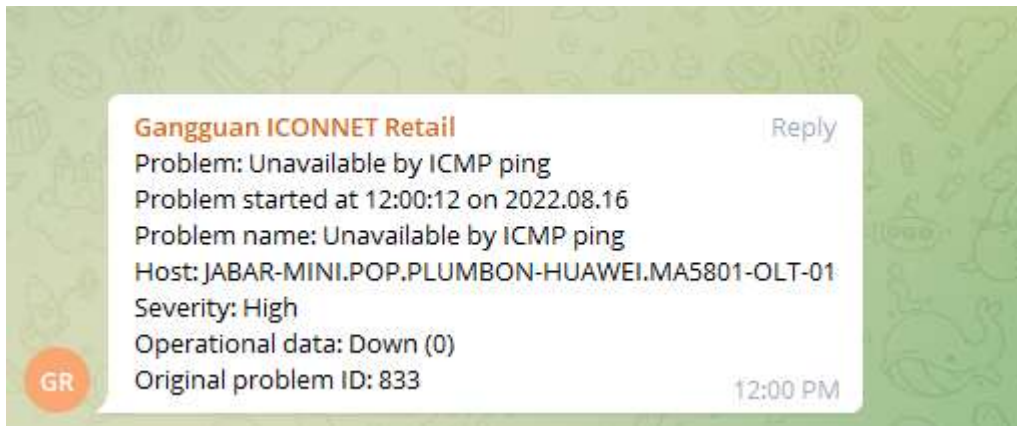 Gangguan ICONNET Retail Reply
Problem: Unavailable by ICMP ping
Problem started at 12:00:12 on 2022.08.16
Problem name: Unavailable by ICMP ping
Host: JABAR-MINI.POP.PLUMBON-HUAWEI.MA5801-OLT-01
Severity: High
Operational data: Down (0)
Original problem ID: 833
GR
12:00 PM